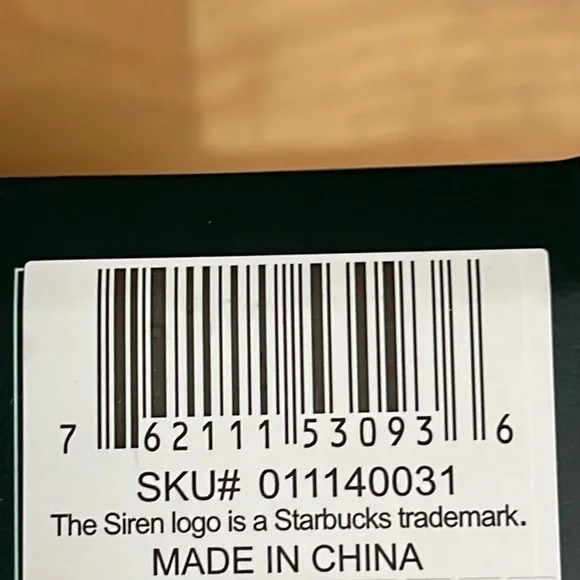 7 62111 53093 6
SKU# 011140031
The Siren logo is a Starbucks trademark.
MADE IN CHINA